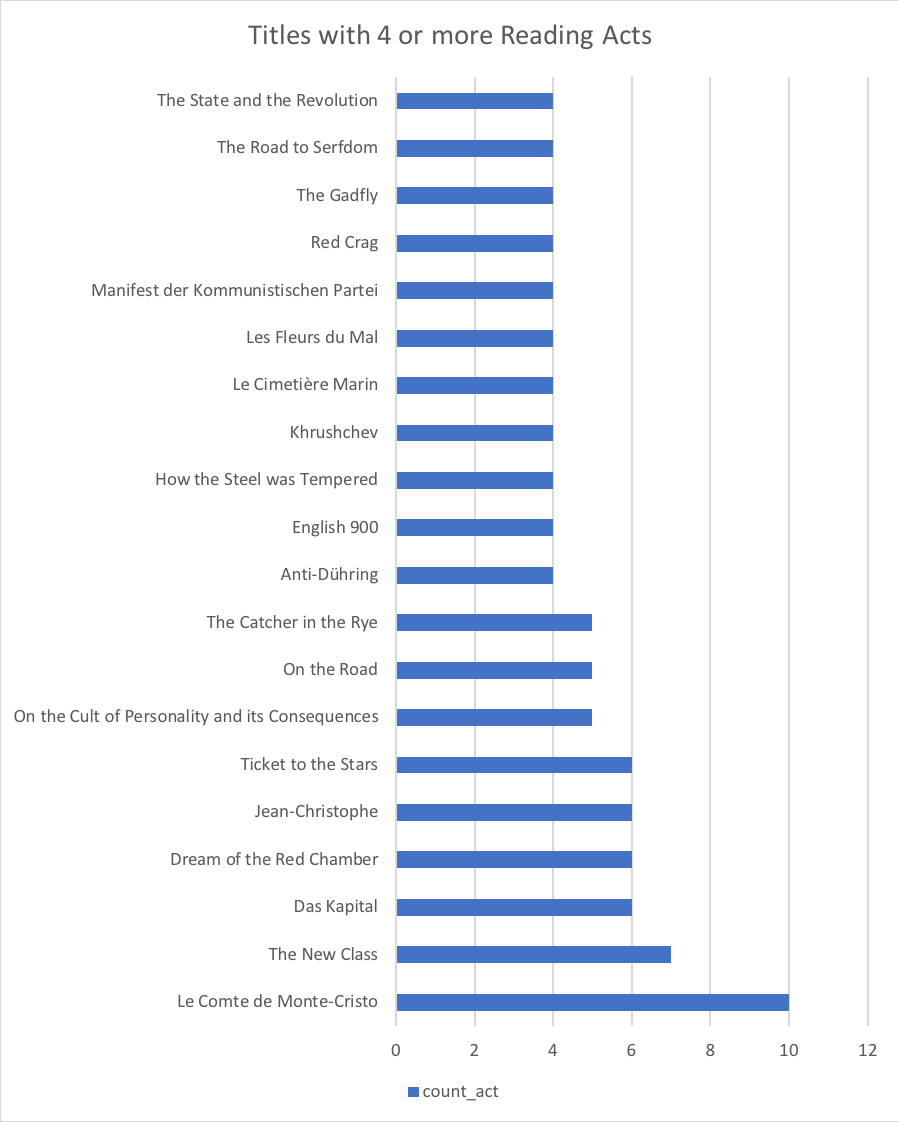 Titles with 4 or more Reading Acts
The State and the Revolution
The Road to Serfdom
The Gadfly
Red Crag
Manifest der Kommunistischen Partei
Les Fleurs du Mal
Le Cimetière Marin
Khrushchev
How the Steel was Tempered
English 900
Anti-Dühring
The Catcher in the Rye
On the Road
On the Cult of Personality and its Consequences
Ticket to the Stars
Jean-Christophe
Dream of the Red Chamber
Das Kapital
The New Class
Le Comte de Monte-Cristo
0 2 4 6 8 10 12
count_act